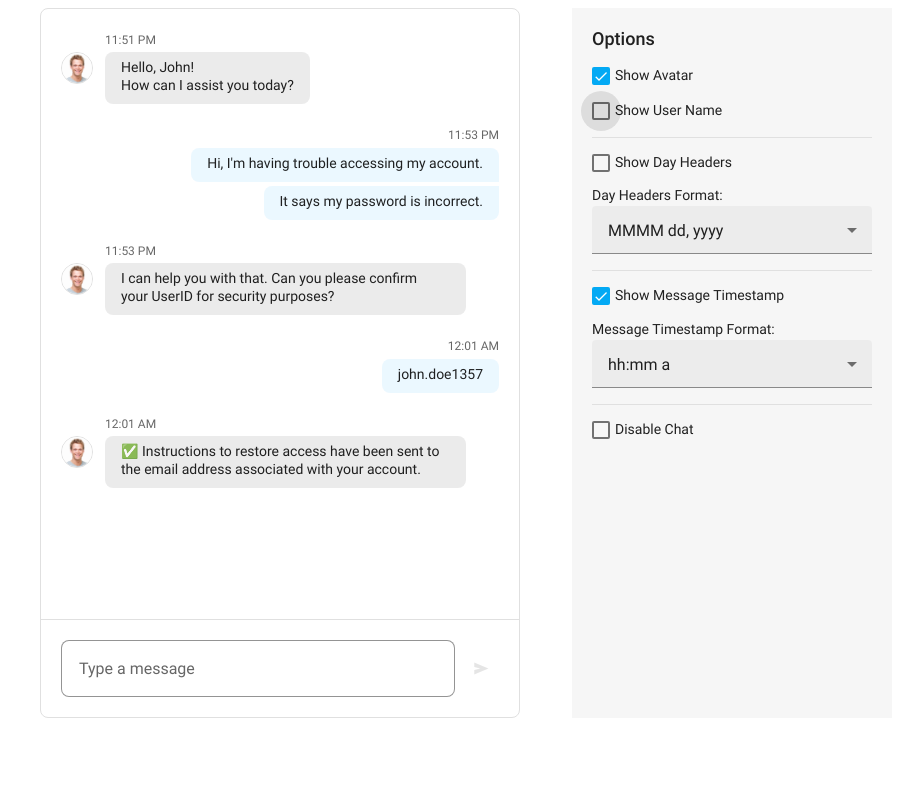 11:51 PM
Hello, John!
How can I assist you today?
11:53 PM
Hi, I'm having trouble accessing my account.
It says my password is incorrect.
11:53 PM
I can help you with that. Can you please confirm
your UserID for security purposes?
12:01 AM
john.doe1357
12:01 AM
✅ Instructions to restore access have been sent to
the email address associated with your account.
Type a message
Options
Show Avatar
Show User Name
Show Day Headers
Day Headers Format:
MMMM dd, yyyy
Show Message Timestamp
Message Timestamp Format:
hh:mm a
Disable Chat